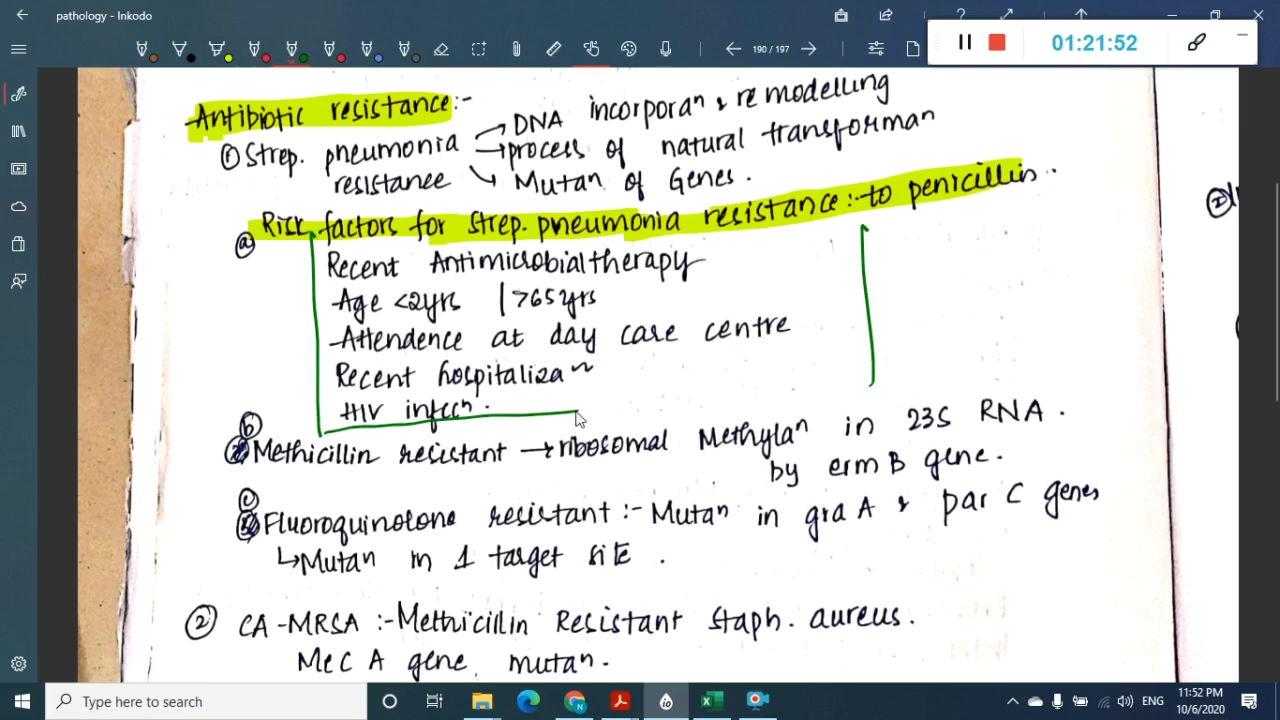 pathology - Inkodo
190 / 197
01:21:52
Antibiotic resistance:-
① Strep. pneumonia resistance → DNA incorporaⁿ & remodelling
→ process of natural transforman
↘ Mutan of Genes.
ⓐ Risk factors for Strep. pneumonia resistance:- to penicillin.
Recent Antimicrobial therapy
Age <2yrs | >65yrs
Attendence at day care centre
Recent hospitalizaⁿ
HIV infecⁿ.
ⓑ Methicillin resistant → ribosomal Methylaⁿ in 23S RNA.
by erm B gene.
ⓒ Fluoroquinolone resistant :- Mutaⁿ in gra A & par C genes
↳ Mutaⁿ in 1 target site.
② CA-MRSA :- Methicillin Resistant Staph. aureus.
Mec A gene mutaⁿ.
Type here to search
ENG
11:52 PM
10/6/2020